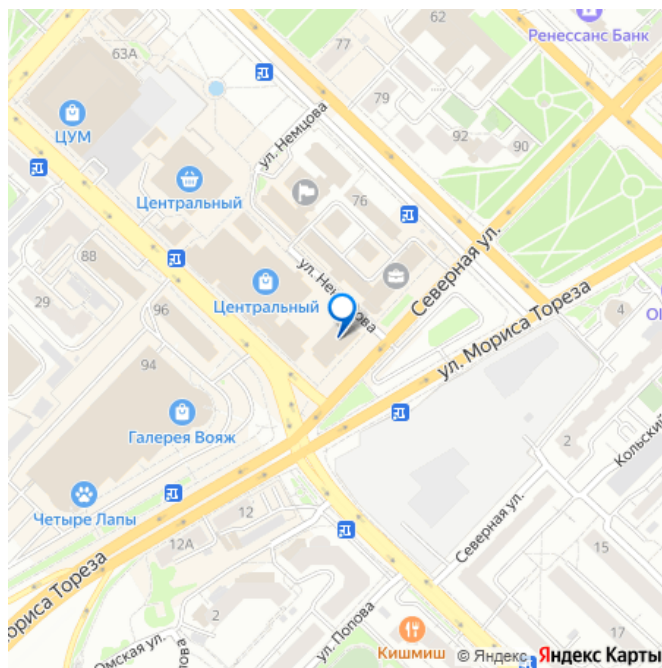 62
Ренессанс Банк
77
63А
79
ул. Немцова
ЦУМ
92
90
Центральный
76
Северная ул.
88
ул. Немцова
Центральный
29
96
4
ул. Мориса Тореза
94
Галерея Вояж
2
Кольский
Четыре Лапы
12
Северная ул.
12А
15
ориса Тореза
2
17
Омская ул.
ул. Попова
Кишмиш
© Яндекс
Яндекс Карты